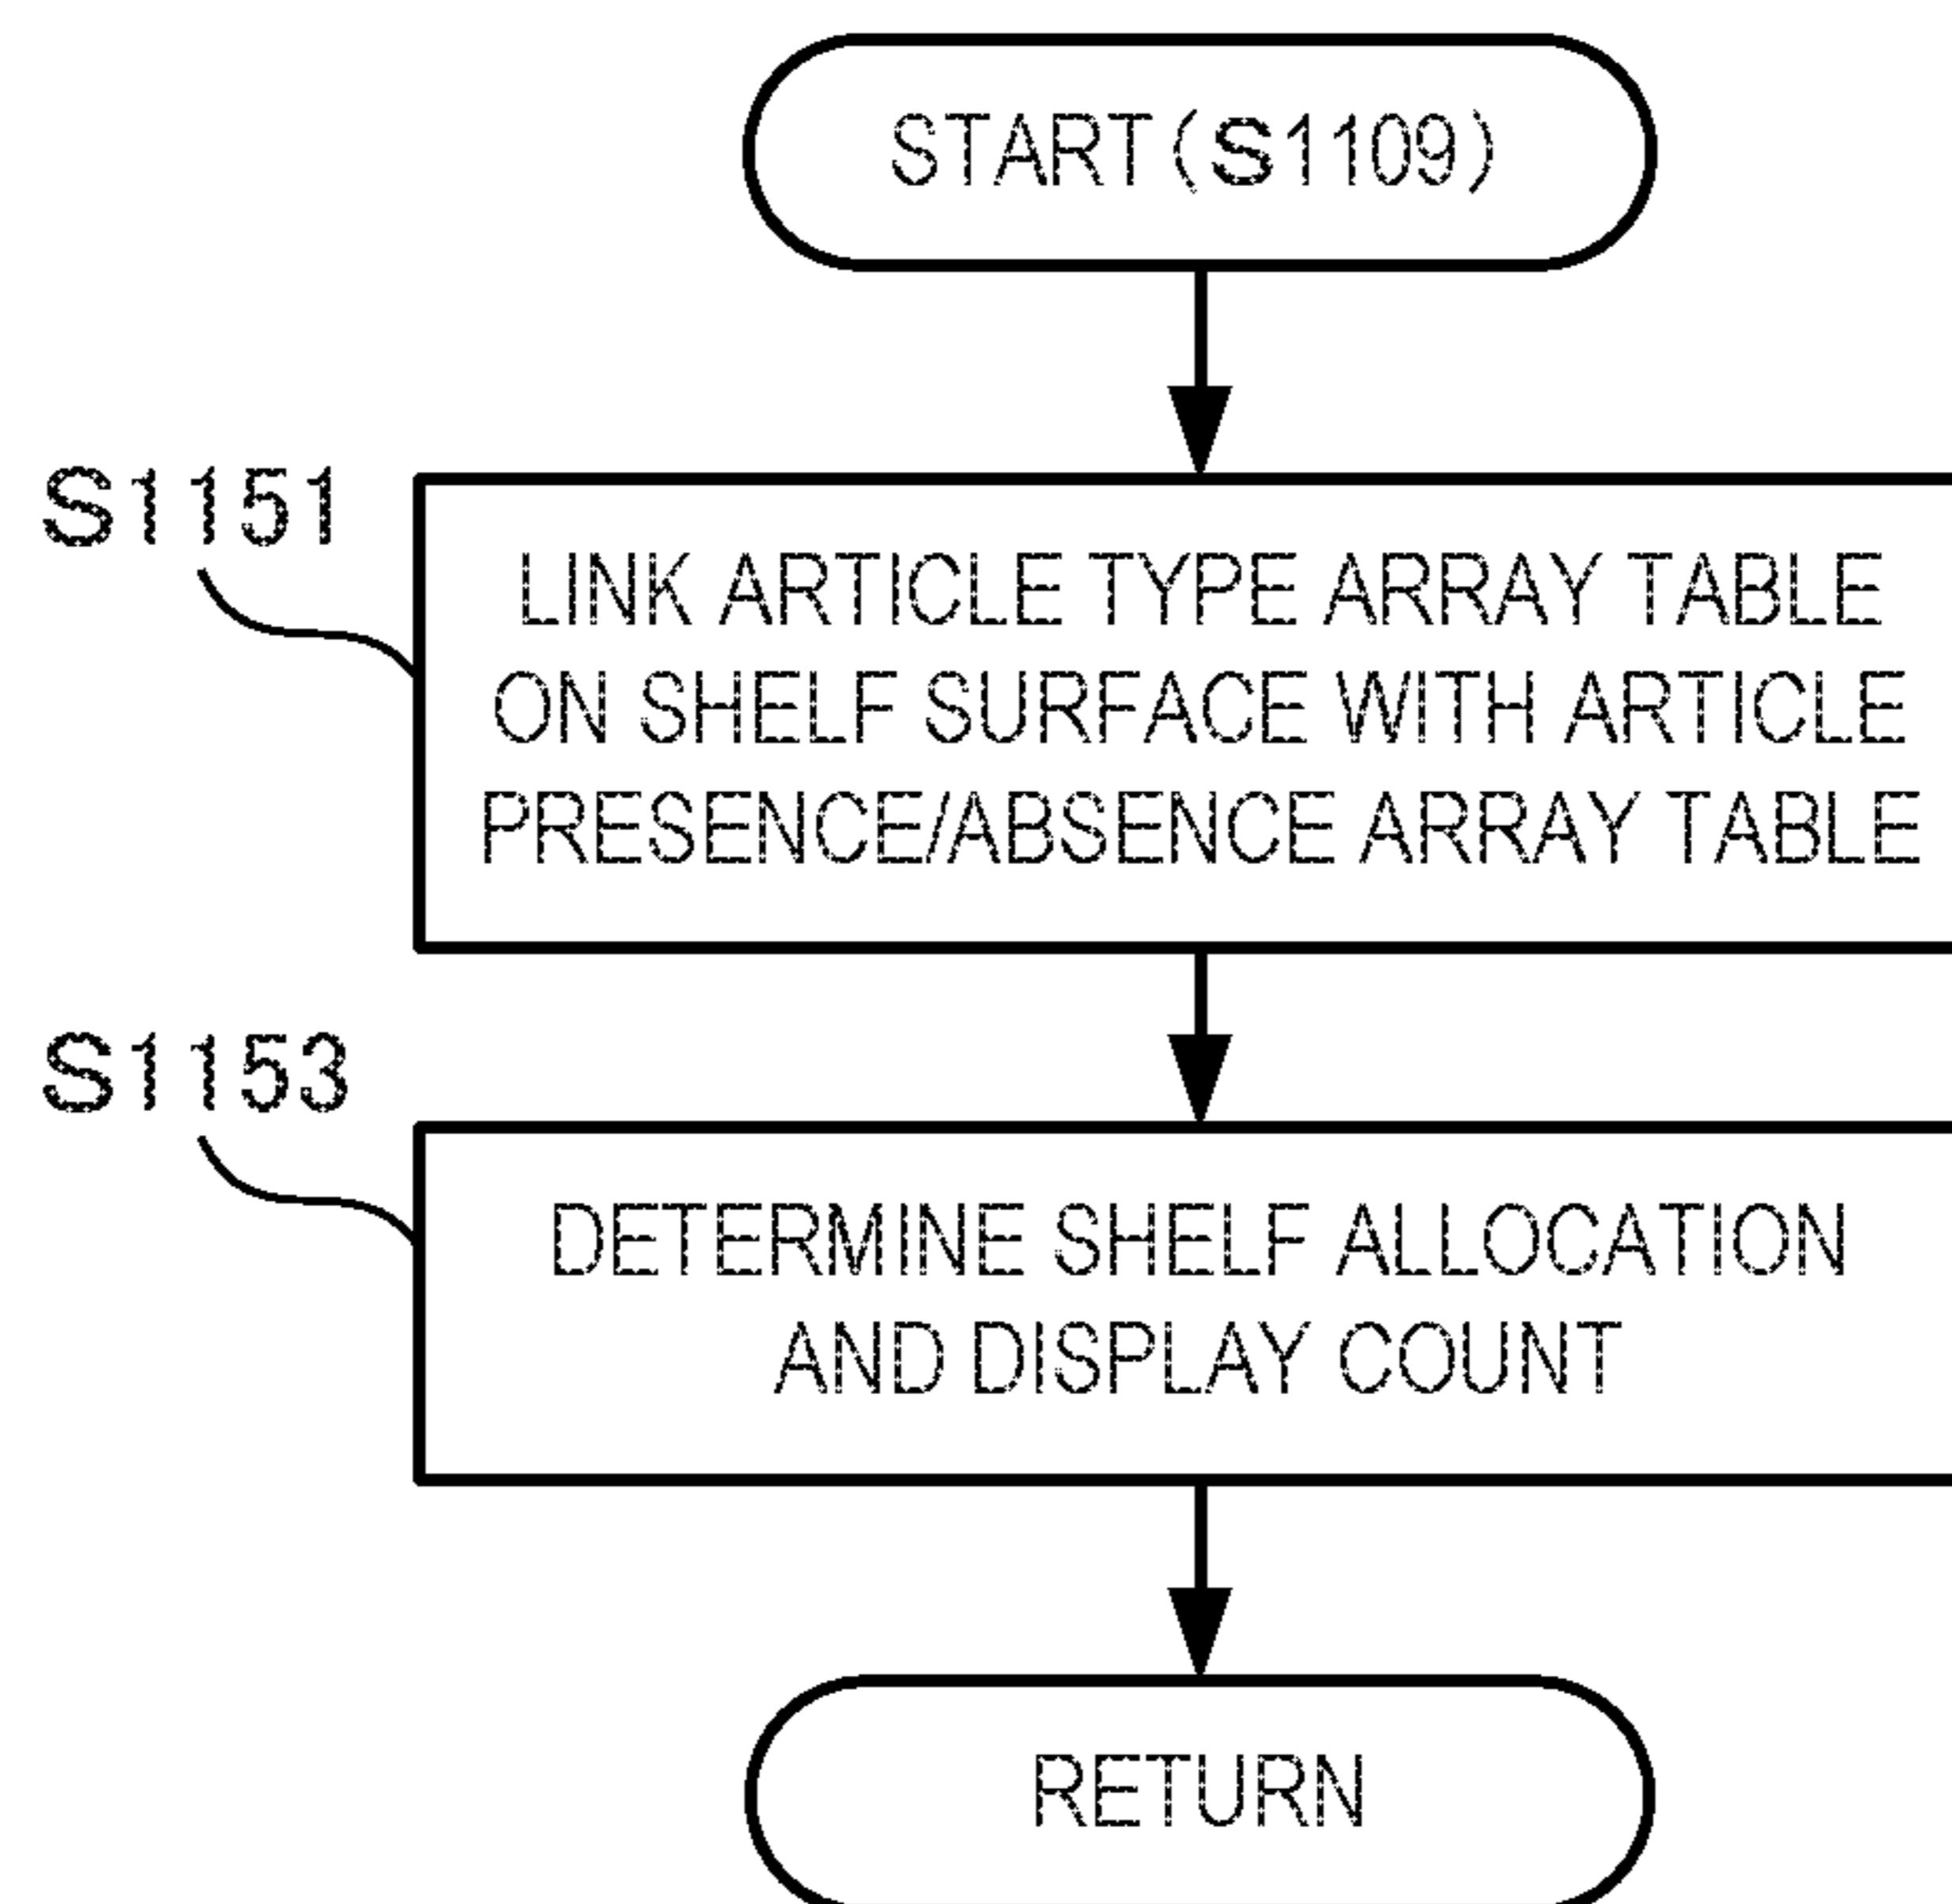 START(S1109)
S1151
LINK ARTICLE TYPE ARRAY TABLE
ON SHELF SURFACE WITH ARTICLE
PRESENCE/ABSENCE ARRAY TABLE
S1153
DETERMINE SHELF ALLOCATION
AND DISPLAY COUNT
RETURN